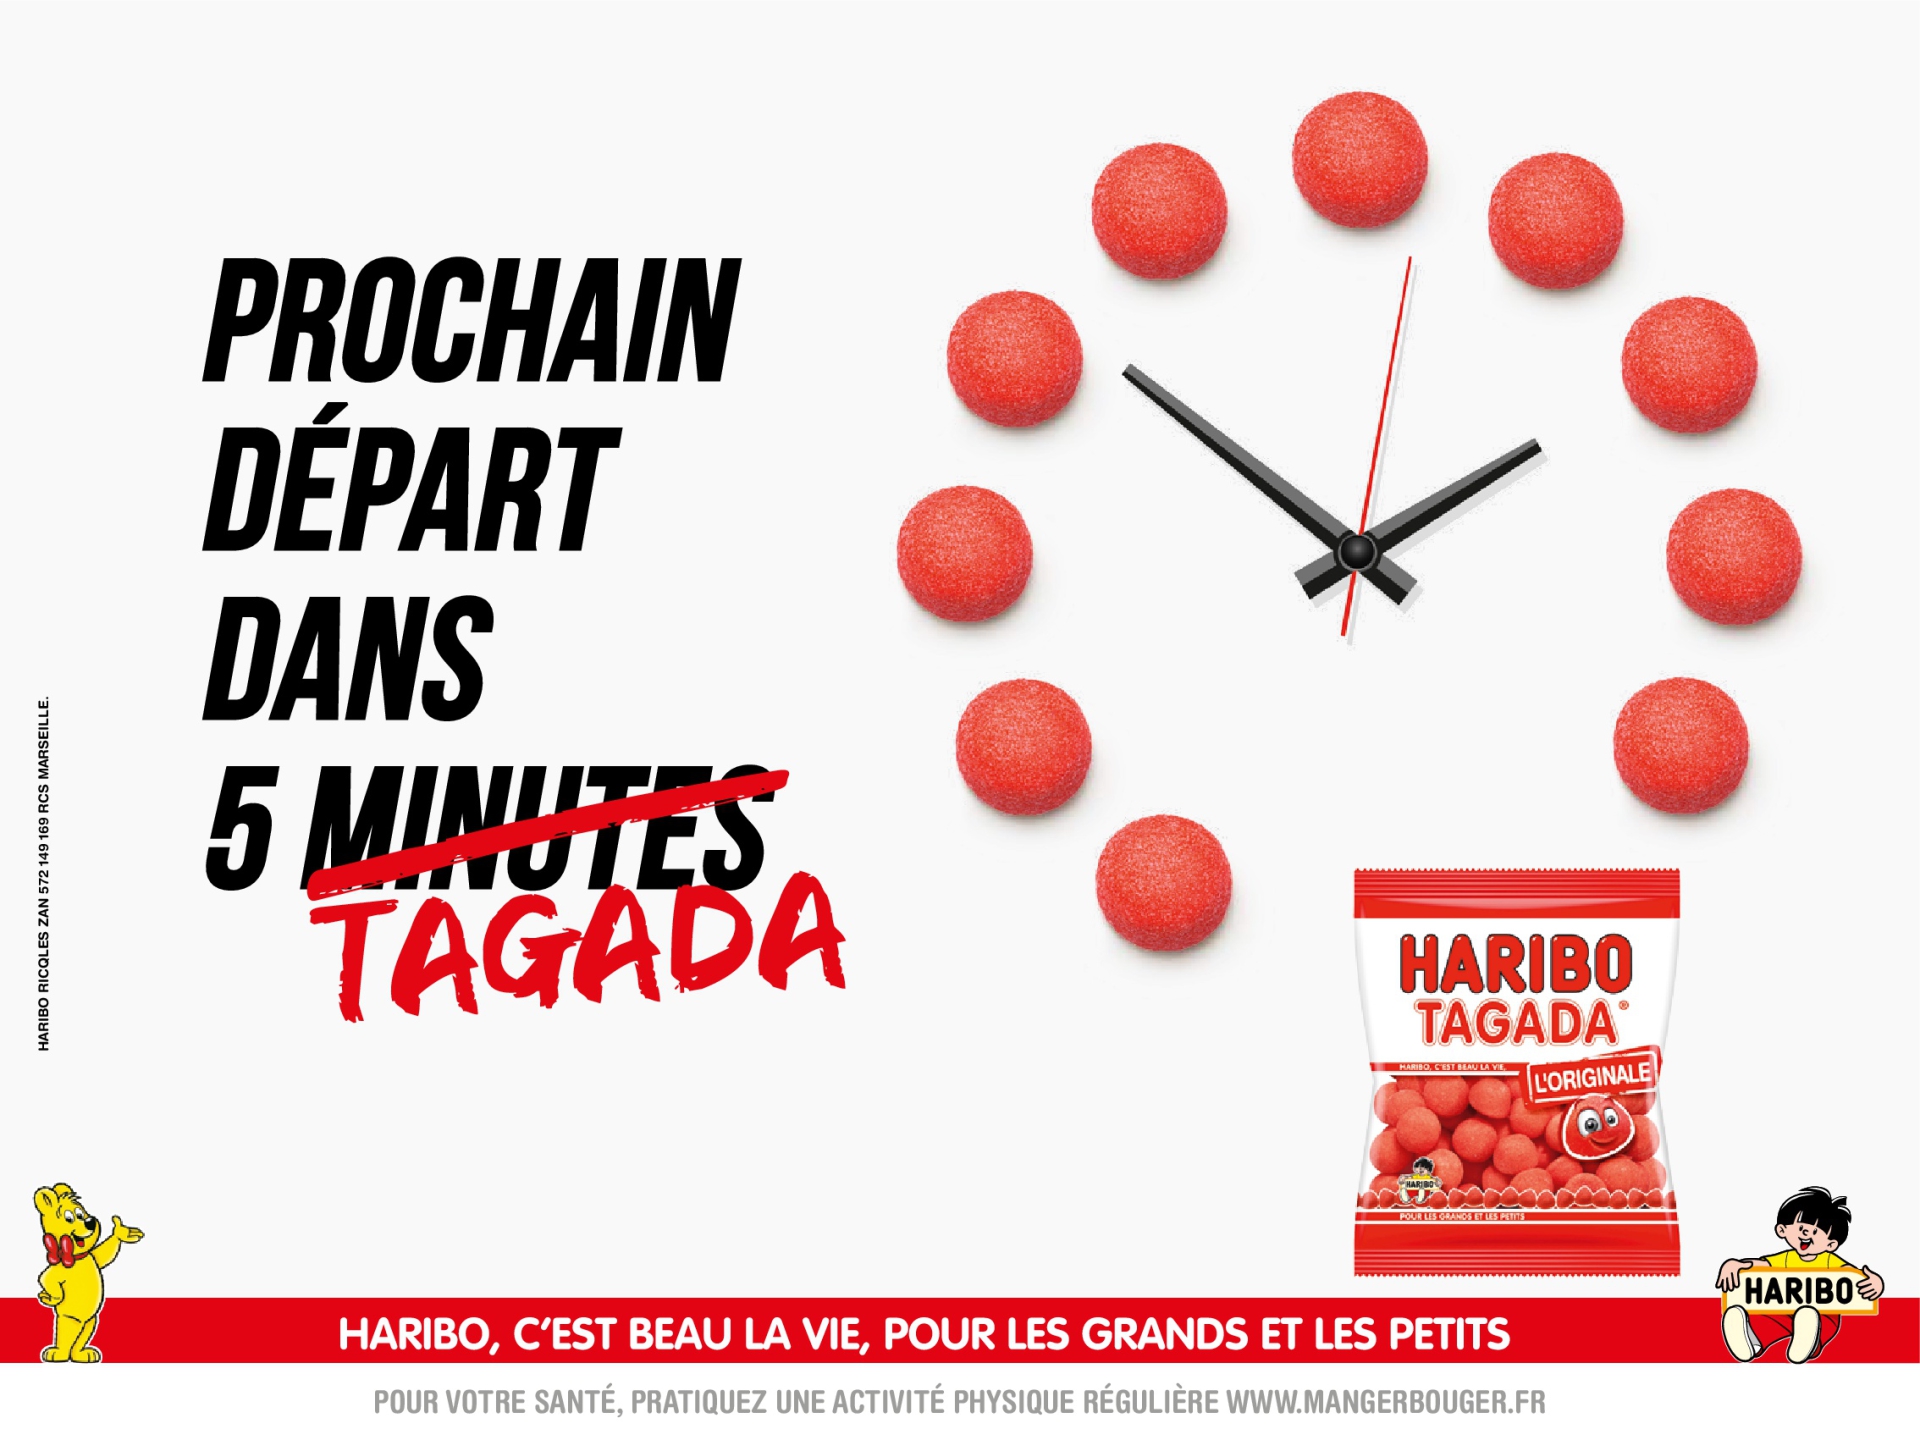 PROCHAIN
DÉPART
DANS
5 MINUTES
TAGADA
HARIBO RICQLES ZAN 572 149 169 RCS MARSEILLE.
HARIBO
TAGADA®
HARIBO, C'EST BEAU LA VIE,
L'ORIGINALE
HARIBO
POUR LES GRANDS ET LES PETITS
HARIBO
HARIBO, C'EST BEAU LA VIE, POUR LES GRANDS ET LES PETITS
POUR VOTRE SANTÉ, PRATIQUEZ UNE ACTIVITÉ PHYSIQUE RÉGULIÈRE WWW.MANGERBOUGER.FR